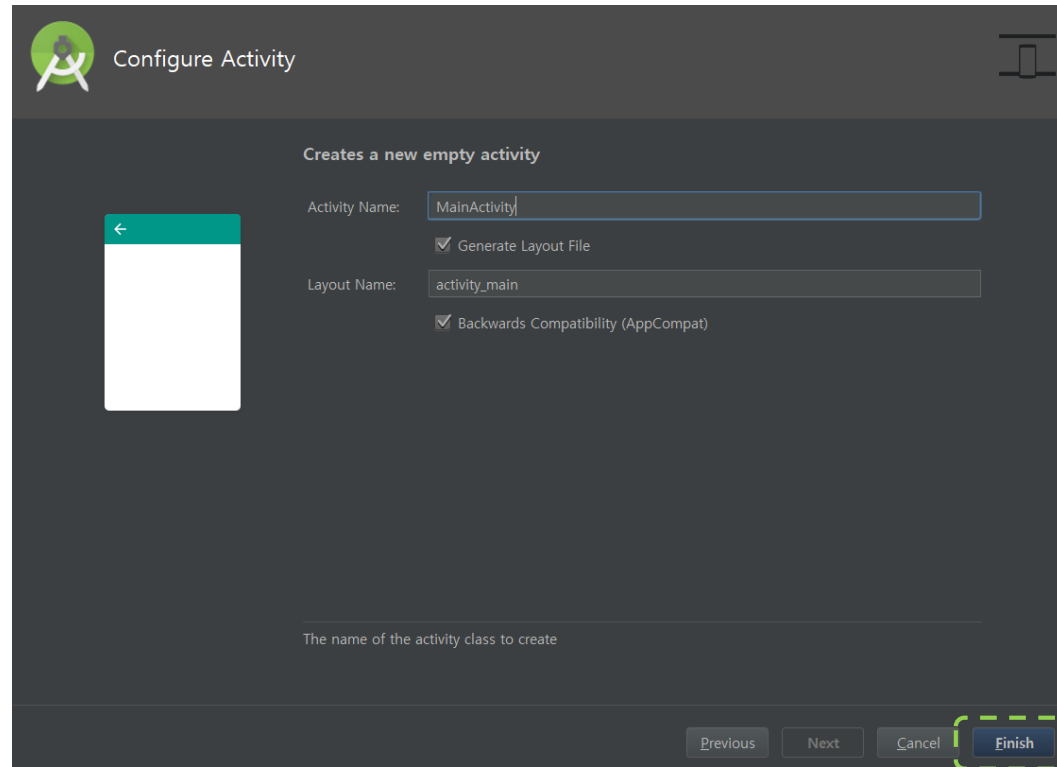 Configure Activity
Creates a new empty activity
Activity Name: MainActivity
Generate Layout File
Layout Name: activity_main
Backwards Compatibility (AppCompat)
The name of the activity class to create
Previous Next Cancel Finish